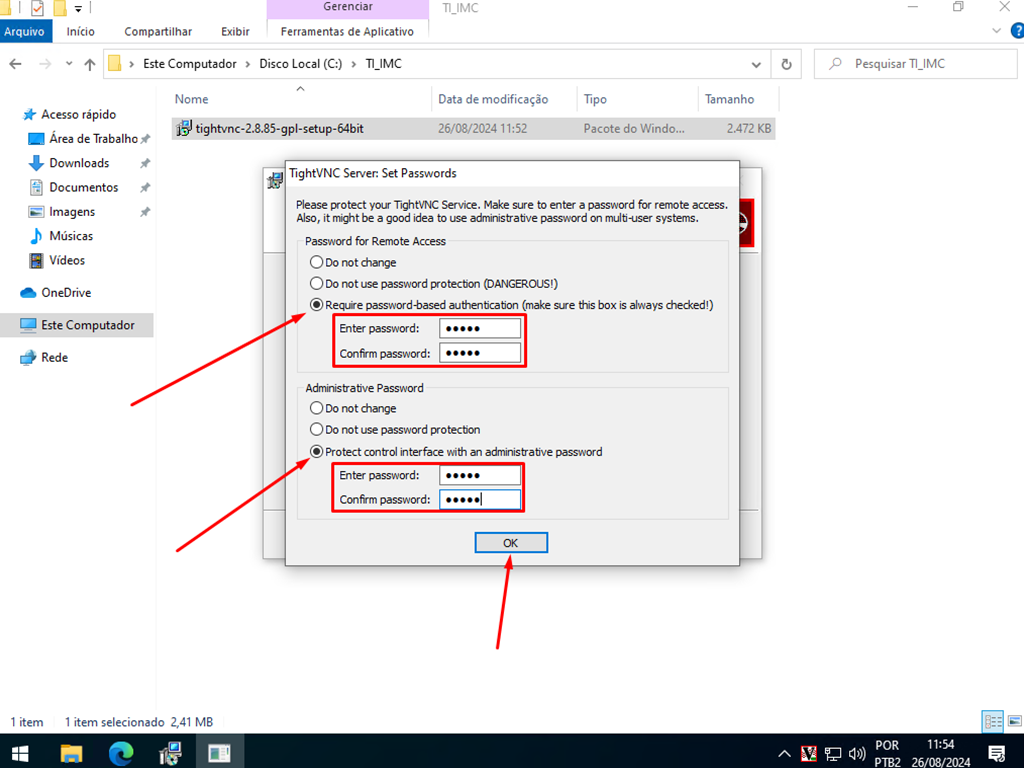 Gerenciar
TI_IMC
Arquivo
Início
Compartilhar
Exibir
Ferramentas de Aplicativo
Este Computador
Disco Local (C:)
TI_IMC
Pesquisar TI_IMC
Nome
Data de modificação
Tipo
Tamanho
tightvnc-2.8.85-gpl-setup-64bit
26/08/2024 11:52
Pacote do Windo...
2.472 KB
Acesso rápido
Área de Trabalho
Downloads
Documentos
Imagens
Músicas
Vídeos
OneDrive
Este Computador
Rede
TightVNC Server: Set Passwords
Please protect your TightVNC Service. Make sure to enter a password for remote access.
Also, it might be a good idea to use administrative password on multi-user systems.
Password for Remote Access
Do not change
Do not use password protection (DANGEROUS!)
Require password-based authentication (make sure this box is always checked!)
Enter password: •••••
Confirm password: •••••
Administrative Password
Do not change
Do not use password protection
Protect control interface with an administrative password
Enter password: •••••
Confirm password: •••••
OK
1 item
1 item selecionado 2,41 MB
POR
PTB2
11:54
26/08/2024